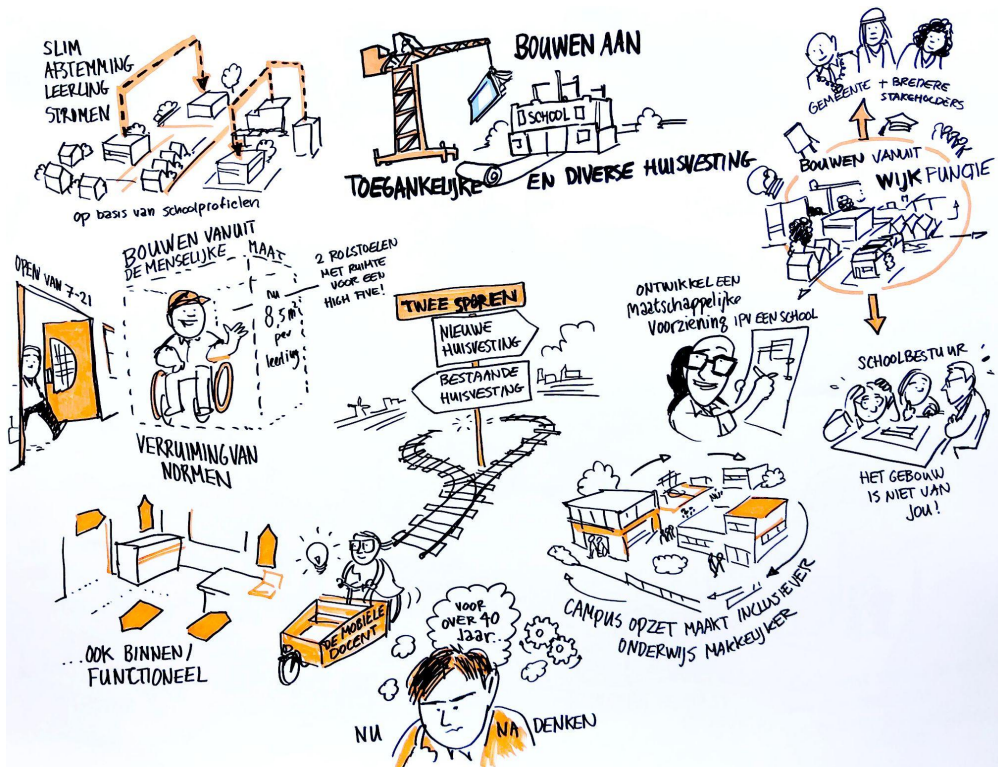 SLIM
AFSTEMMING
LEERLING
STROMEN
op basis van schoolprofielen
BOUWEN AAN
SCHOOL
TOEGANKELIJKE EN DIVERSE HUISVESTING
GEMEENTE + BREDERE
STAKEHOLDERS
BOUWEN VANUIT
WIJK FUNCTIE
OPEN VAN 7-21
BOUWEN VANUIT
DE MENSELIJKE MAAT
nu
8,5m²
per
leerling
2 ROLSTOELEN
MET RUIMTE
VOOR EEN
HIGH FIVE!
VERRUIMING VAN
NORMEN
TWEE SPOREN
NIEUWE
HUISVESTING
BESTAANDE
HUISVESTING
ONTWIKKEL EEN
maatschappelijke
voorziening IPV EEN SCHOOL
SCHOOLBESTUUR
HET GEBOUW
IS NIET VAN
JOU!
...OOK BINNEN/
FUNCTIONEEL
DE MOBIELE
DOCENT
CAMPUS OPZET MAAKT INCLUSIEVER
ONDERWIJS MAKKELIJKER
VOOR
OVER 40
Jaar...
NU NA DENKEN